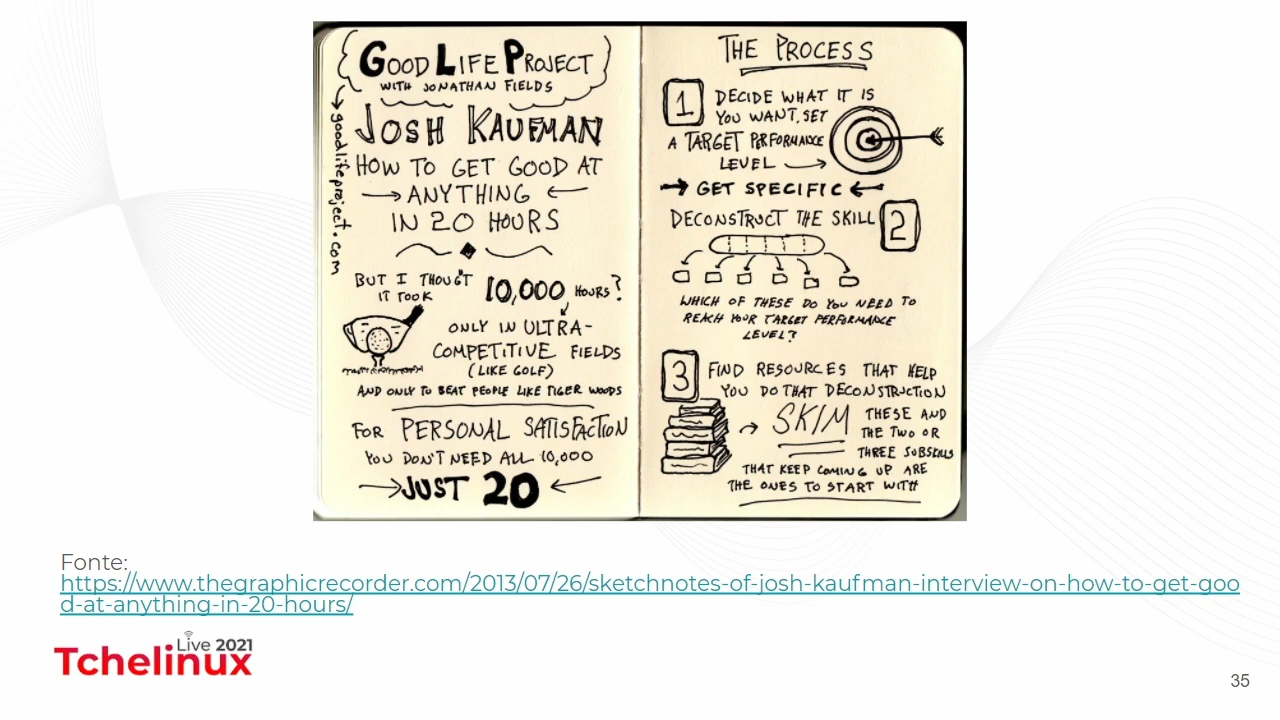 GOOD LIFE PROJECT
WITH JONATHAN FIELDS
goodlifeproject.com
JOSH KAUFMAN
HOW TO GET GOOD AT
ANYTHING
IN 20 HOURS
BUT I THOUGT
IT TOOK
10,000 HOURS?
ONLY IN ULTRA-
COMPETITIVE FIELDS
(LIKE GOLF)
AND ONLY TO BEAT PEOPLE LIKE TIGER WOODS
FOR PERSONAL SATISFACTION
YOU DON'T NEED ALL 10,000
JUST 20
THE PROCESS
1
DECIDE WHAT IT IS
YOU WANT, SET
A TARGET PERFORMANCE
LEVEL
GET SPECIFIC
DECONSTRUCT THE SKILL 2
WHICH OF THESE DO YOU NEED TO
REACH YOUR TARGET PERFORMANCE
LEVEL?
3
FIND RESOURCES THAT HELP
YOU DO THAT DECONSTRUCTION
SKIM THESE AND
THE TWO OR
THREE SUBSKILLS
THAT KEEP COMING UP ARE
THE ONES TO START WITH
Fonte:
https://www.thegraphicrecorder.com/2013/07/26/sketchnotes-of-josh-kaufman-interview-on-how-to-get-goo
d-at-anything-in-20-hours/
Live 2021
Tchelinux
35